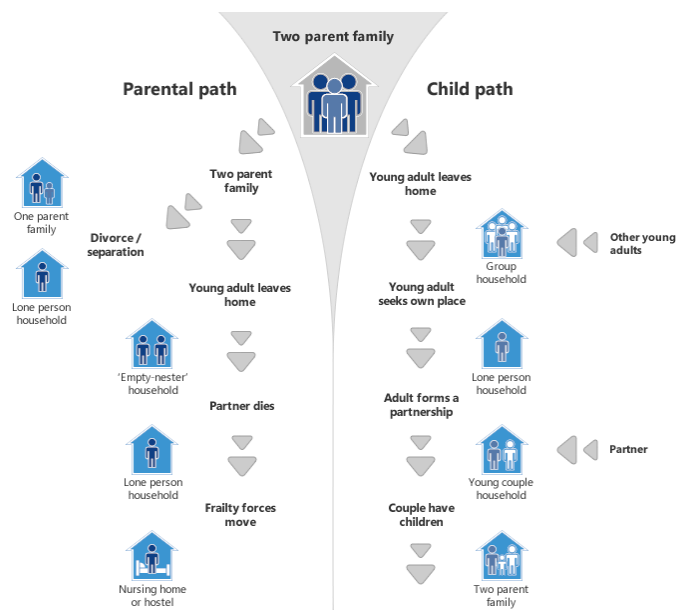 Two parent family
Parental path
Child path
Two parent
family
Young adult leaves
home
One parent
family
Divorce /
separation
Group
household
Other young
adults
Lone person
household
Young adult leaves
home
Young adult
seeks own place
‘Empty-nester’
household
Lone person
household
Partner dies
Adult forms a
partnership
Lone person
household
Young couple
household
Partner
Frailty forces
move
Couple have
children
Nursing home
or hostel
Two parent
family